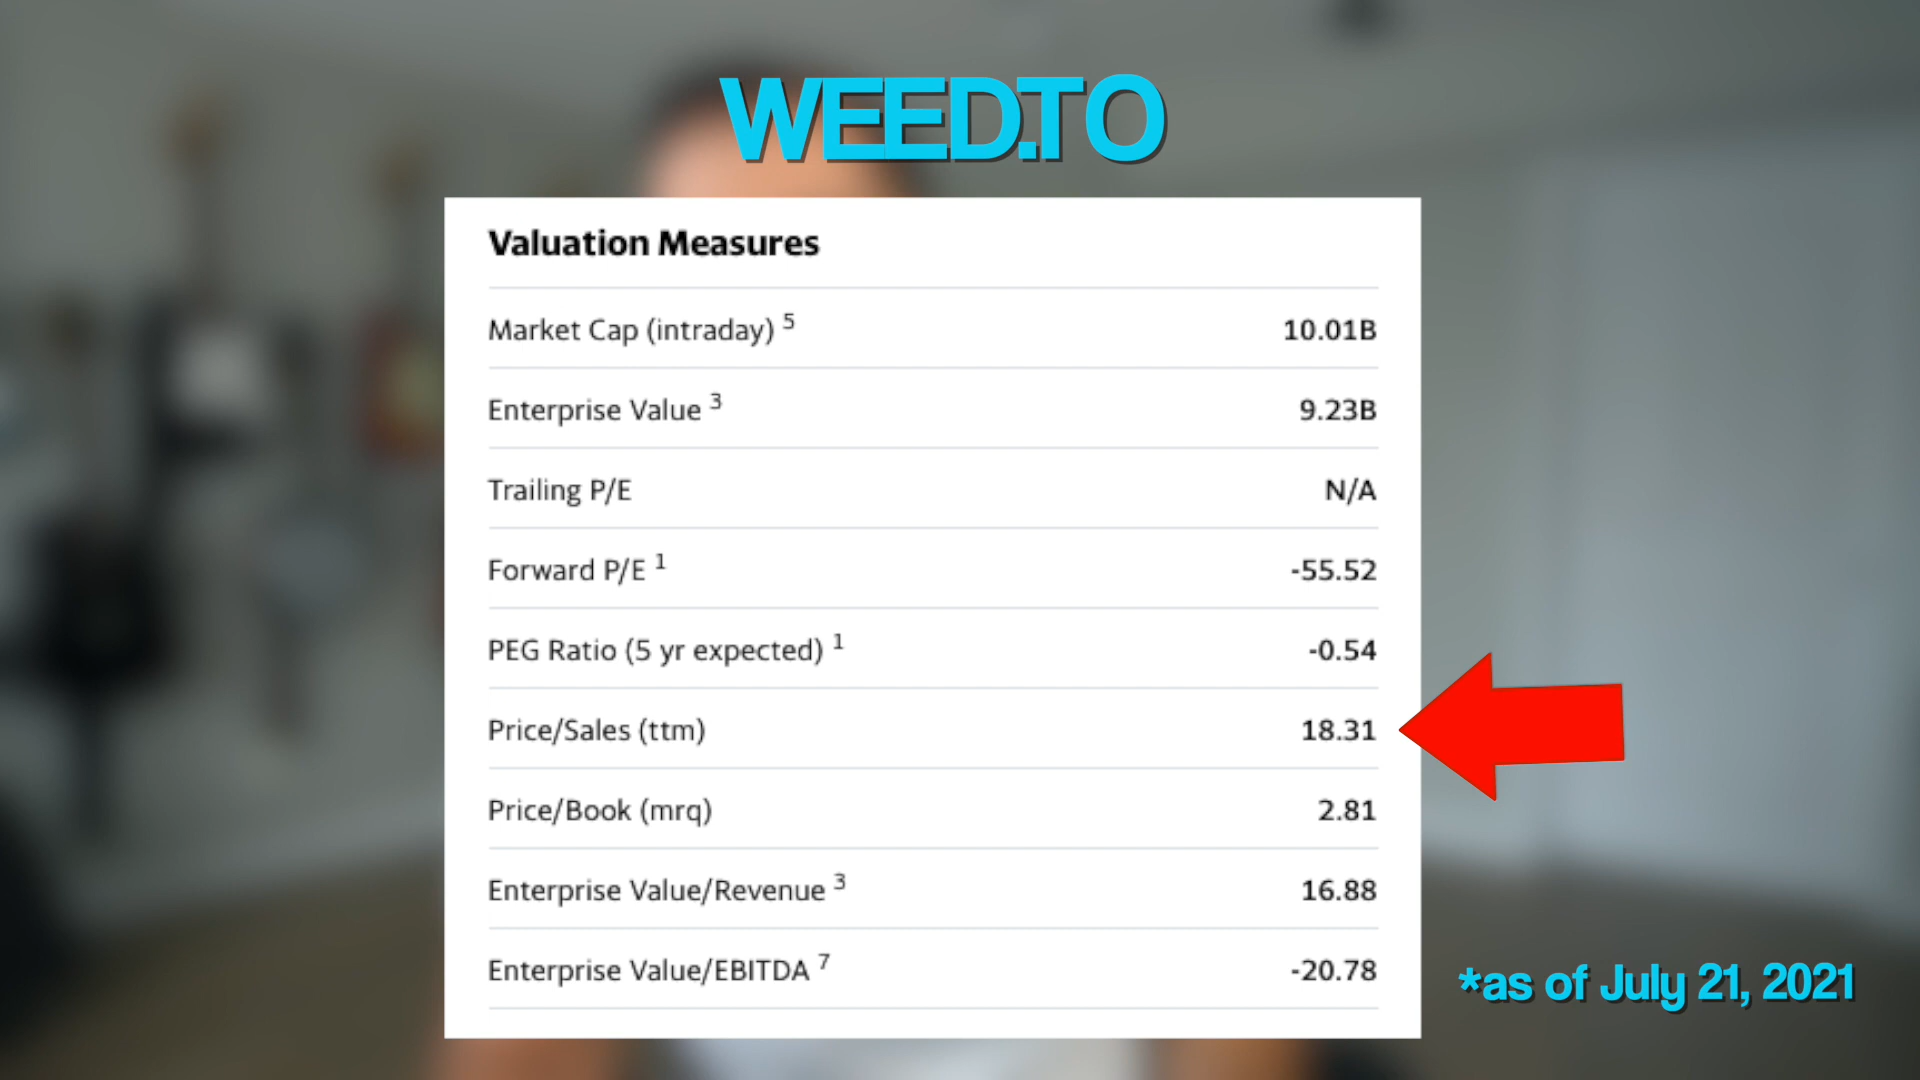 WEED.TO
Valuation Measures
Market Cap (intraday) 5 10.01B
Enterprise Value 3 9.23B
Trailing P/E N/A
Forward P/E 1 -55.52
PEG Ratio (5 yr expected) 1 -0.54
Price/Sales (ttm) 18.31
Price/Book (mrq) 2.81
Enterprise Value/Revenue 3 16.88
Enterprise Value/EBITDA 7 -20.78
*as of July 21, 2021